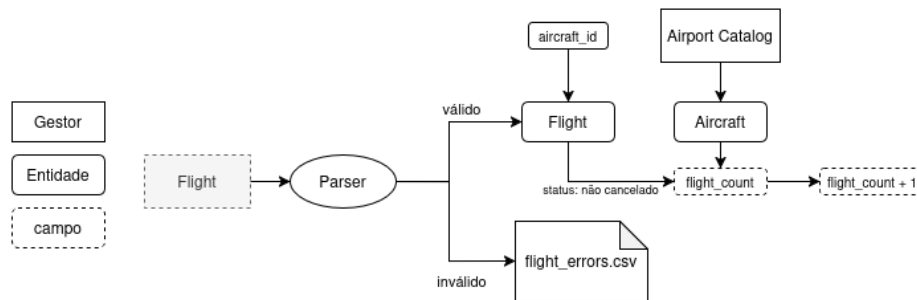 aircraft_id
Airport Catalog
Gestor
válido
Flight
Aircraft
Entidade
Flight
Parser
status: não cancelado
flight_count
flight_count + 1
campo
flight_errors.csv
inválido